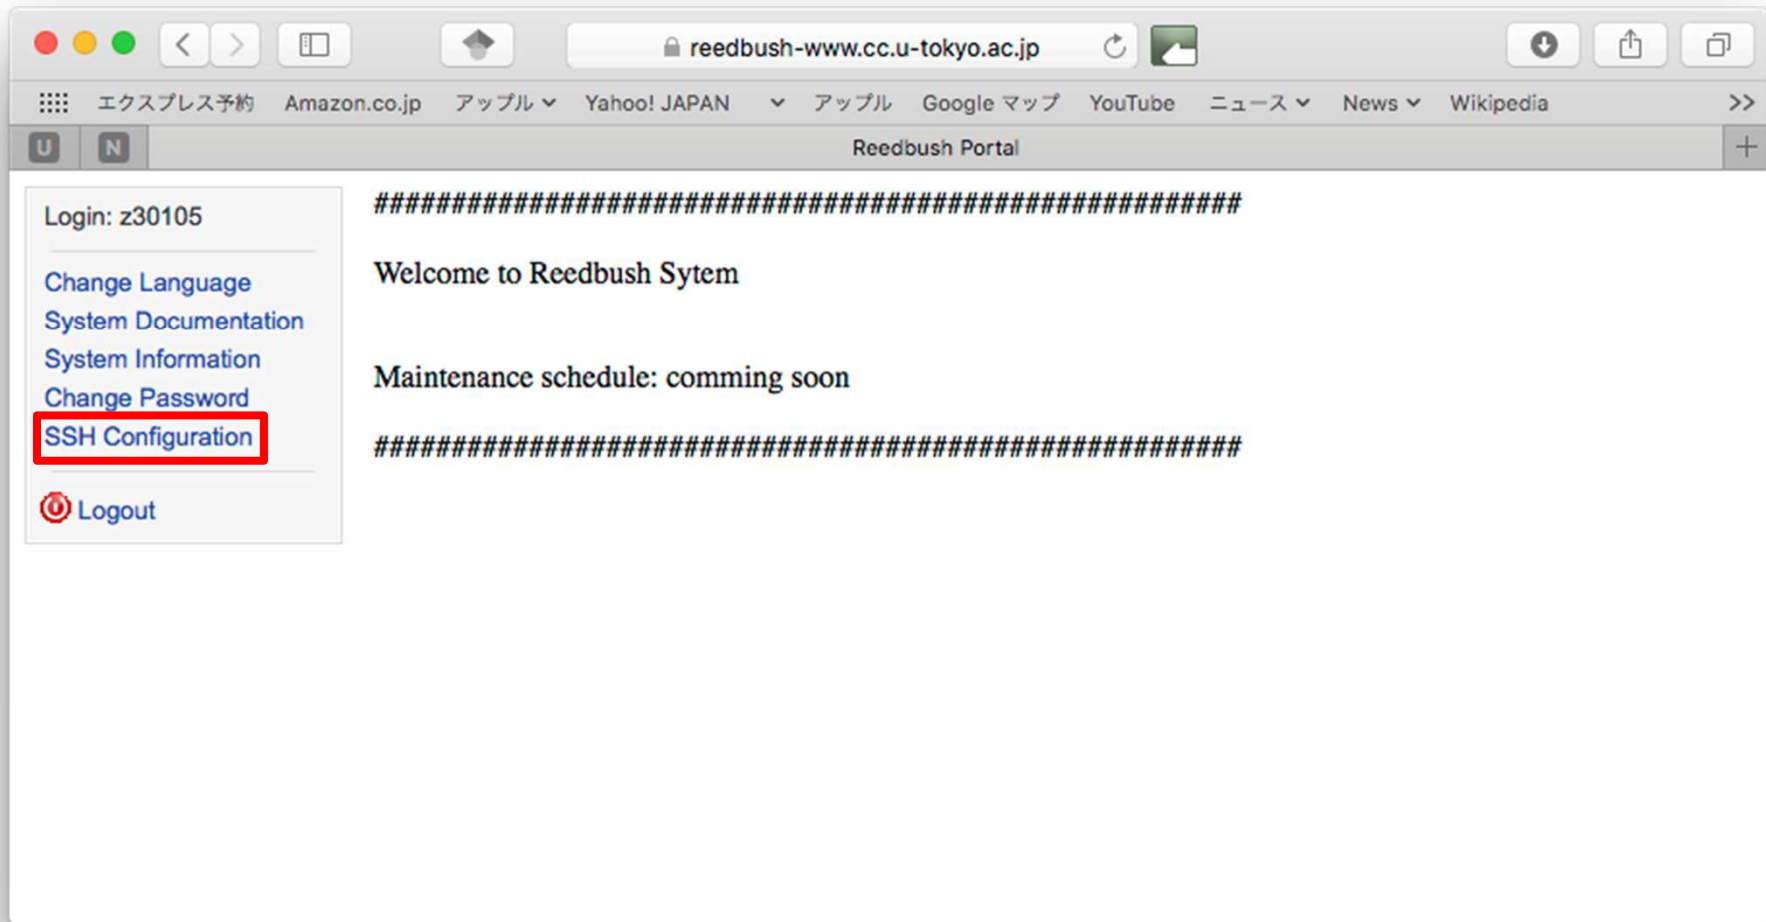 reedbush-www.cc.u-tokyo.ac.jp
エクスプレス予約 Amazon.co.jp アップル Yahoo! JAPAN アップル Google マップ YouTube ニュース News Wikipedia >>
U N Reedbush Portal +
Login: z30105
Change Language
System Documentation
System Information
Change Password
SSH Configuration
Logout
########################################################
Welcome to Reedbush Sytem
Maintenance schedule: comming soon
########################################################